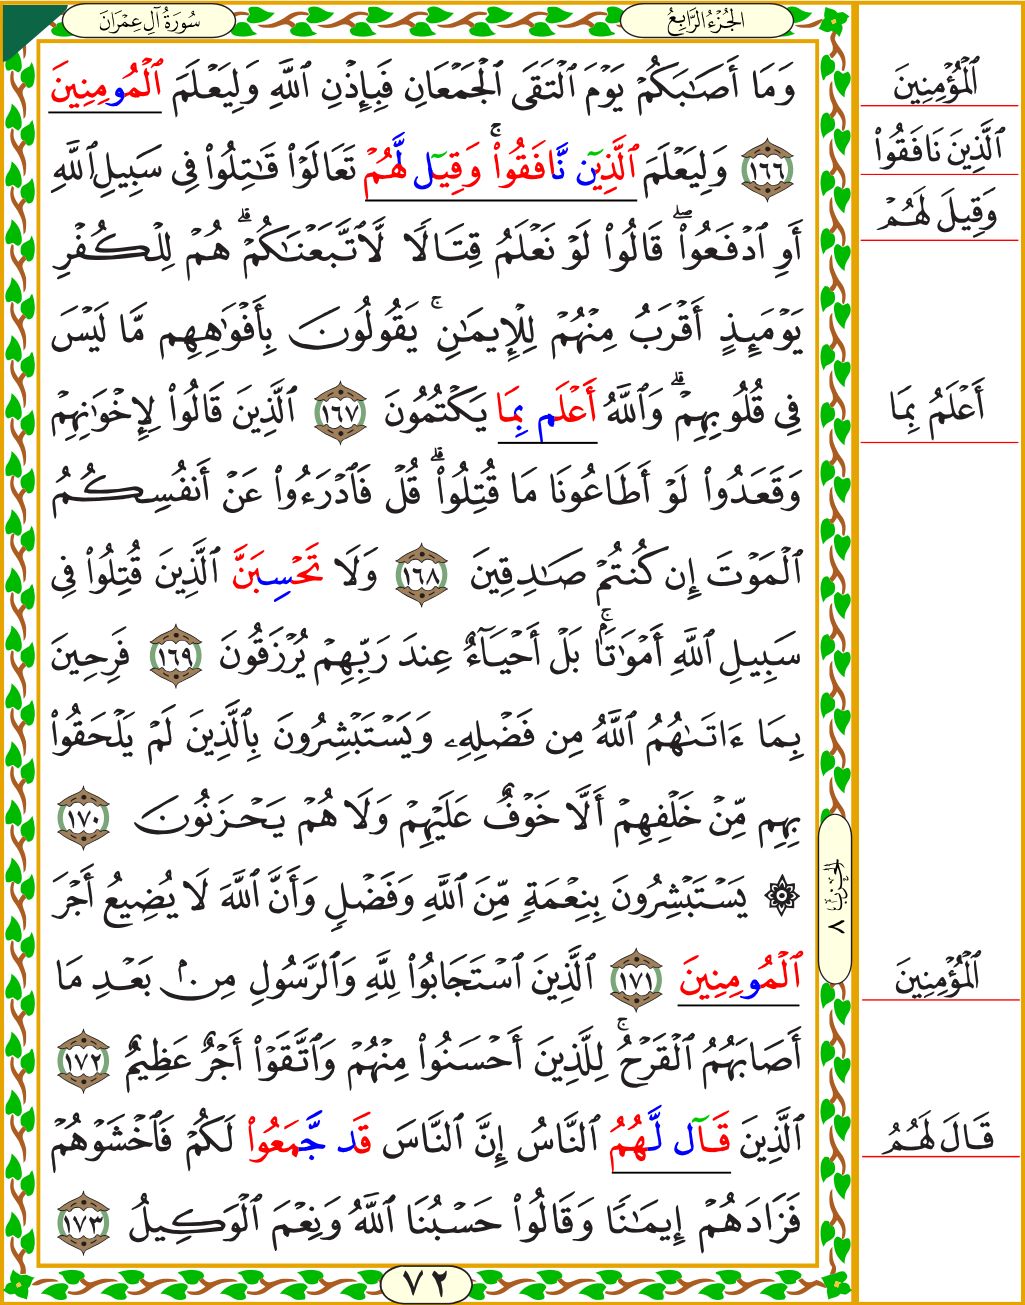 الجُزْءُ الرَّابِعُ
سُورَةُ آلِ عِمْرَان
وَمَا أَصَٰبَكُمْ يَوْمَ ٱلْتَقَى ٱلْجَمْعَانِ فَبِإِذْنِ ٱللَّهِ وَلِيَعْلَمَ ٱلْمُومِنِينَ
ٱلْمُؤْمِنِينَ
١٦٦ وَلِيَعْلَمَ ٱلَّذِين نَّافَقُواْۚ وَقِيل لَّهُمْ تَعَالَوْاْ قَٰتِلُواْ فِى سَبِيلِ ٱللَّهِ
ٱلَّذِينَ نَافَقُواْ
وَقِيلَ لَهُمْ
أَوِ ٱدْفَعُواْۖ قَالُواْ لَوْ نَعْلَمُ قِتَالًا لَّٱتَّبَعْنَٰكُمْۗ هُمْ لِلْكُفْرِ
يَوْمَئِذٍ أَقْرَبُ مِنْهُمْ لِلْإِيمَٰنِۚ يَقُولُونَ بِأَفْوَٰهِهِم مَّا لَيْسَ
فِى قُلُوبِهِمْۗ وَٱللَّهُ أَعْلَم بِمَا يَكْتُمُونَ ١٦٧ ٱلَّذِينَ قَالُواْ لِإِخْوَٰنِهِمْ
أَعْلَمُ بِمَا
وَقَعَدُواْ لَوْ أَطَاعُونَا مَا قُتِلُواْۗ قُلْ فَٱدْرَءُواْ عَنْ أَنفُسِكُمُ
ٱلْمَوْتَ إِن كُنتُمْ صَٰدِقِينَ ١٦٨ وَلَا تَحْسِبَنَّ ٱلَّذِينَ قُتِلُواْ فِى
سَبِيلِ ٱللَّهِ أَمْوَٰتَۢاۚ بَلْ أَحْيَآءٌ عِندَ رَبِّهِمْ يُرْزَقُونَ ١٦٩ فَرِحِينَ
بِمَا ءَاتَىٰهُمُ ٱللَّهُ مِن فَضْلِهِۦ وَيَسْتَبْشِرُونَ بِٱلَّذِينَ لَمْ يَلْحَقُواْ
بِهِم مِّنْ خَلْفِهِمْ أَلَّا خَوْفٌ عَلَيْهِمْ وَلَا هُمْ يَحْزَنُونَ ١٧٠
۞ يَسْتَبْشِرُونَ بِنِعْمَةٍ مِّنَ ٱللَّهِ وَفَضْلٍ وَأَنَّ ٱللَّهَ لَا يُضِيعُ أَجْرَ
الحزب ٨
ٱلْمُومِنِينَ ١٧١ ٱلَّذِينَ ٱسْتَجَابُواْ لِلَّهِ وَٱلرَّسُولِ مِنۢ بَعْدِ مَا
ٱلْمُؤْمِنِينَ
أَصَابَهُمُ ٱلْقَرْحُۚ لِلَّذِينَ أَحْسَنُواْ مِنْهُمْ وَٱتَّقَوْاْ أَجْرٌ عَظِيمٌ ١٧٢
ٱلَّذِينَ قَال لَّهُمُ ٱلنَّاسُ إِنَّ ٱلنَّاسَ قَد جَّمَعُواْ لَكُمْ فَٱخْشَوْهُمْ
قَالَ لَهُمُ
فَزَادَهُمْ إِيمَٰنًا وَقَالُواْ حَسْبُنَا ٱللَّهُ وَنِعْمَ ٱلْوَكِيلُ ١٧٣
٧٢